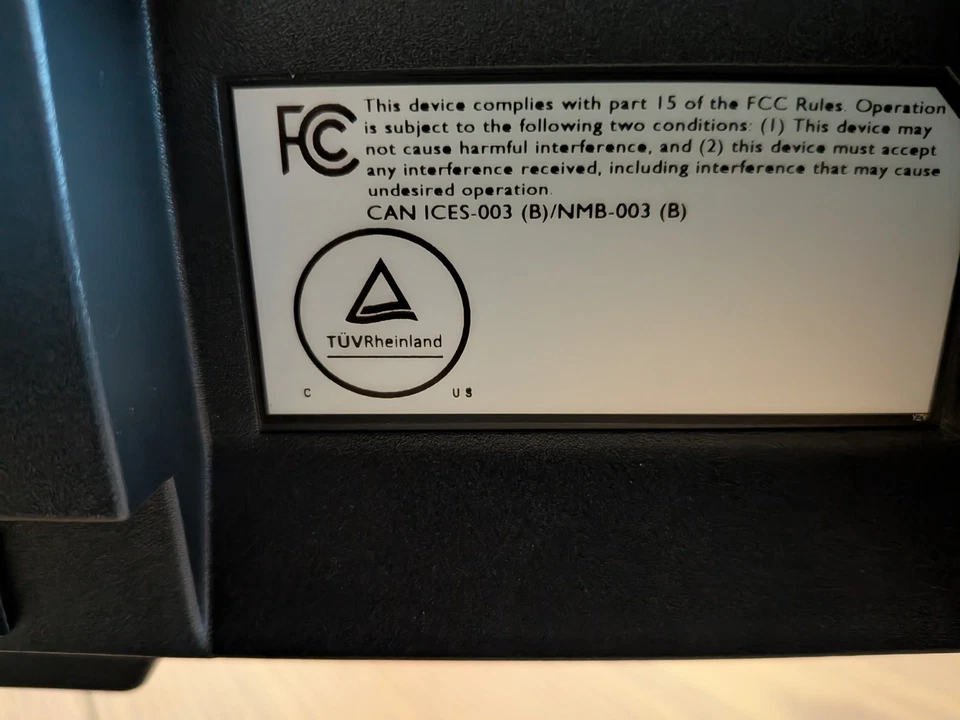 FCC
This device complies with part 15 of the FCC Rules. Operation
is subject to the following two conditions: (1) This device may
not cause harmful interference, and (2) this device must accept
any interference received, including interference that may cause
undesired operation.
CAN ICES-003 (B)/NMB-003 (B)
TÜVRheinland
C US